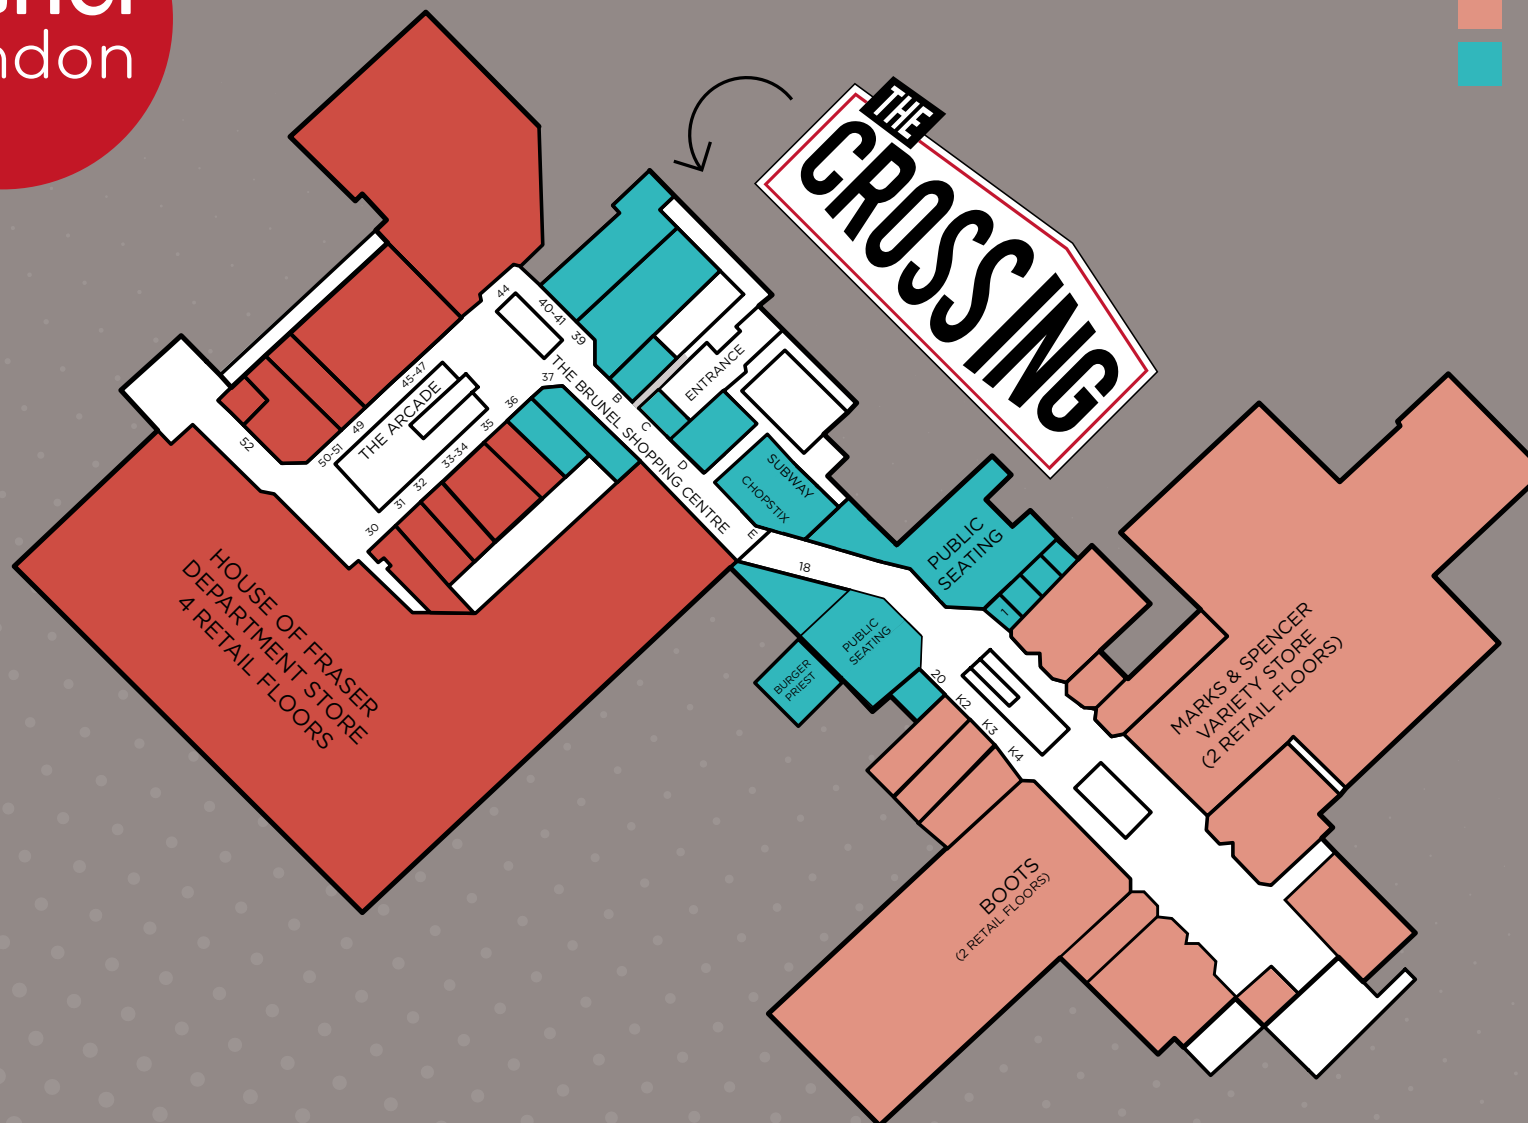 THE
CROSSING
44
40-41
39
37
36
35
33-34
32
31
30
45-47
49
50-51
52
THE ARCADE
THE BRUNEL SHOPPING CENTRE
ENTRANCE
B
C
D
E
SUBWAY
CHOPSTIX
18
PUBLIC
SEATING
1
PUBLIC
SEATING
BURGER
PRIEST
20
K2
K3
K4
HOUSE OF FRASER
DEPARTMENT STORE
4 RETAIL FLOORS
MARKS & SPENCER
VARIETY STORE
(2 RETAIL FLOORS)
BOOTS
(2 RETAIL FLOORS)